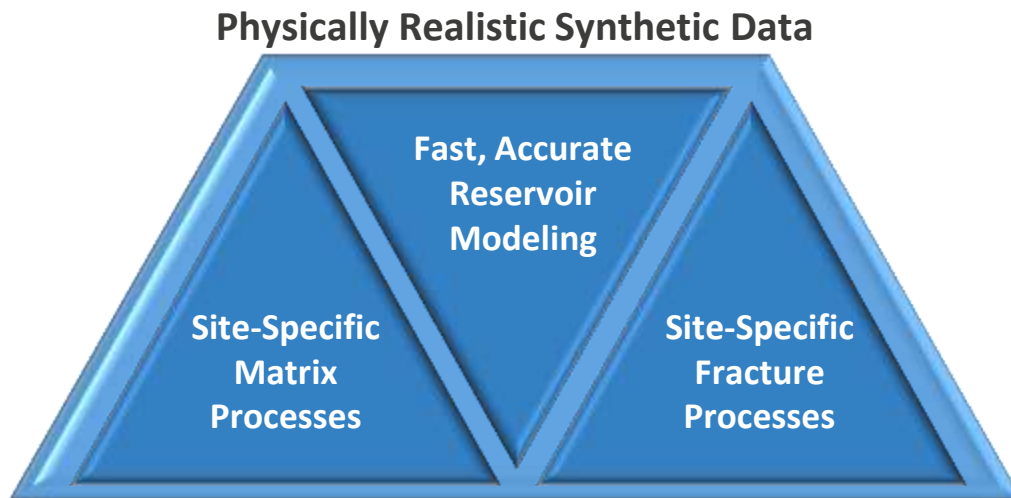 Physically Realistic Synthetic Data
Fast, Accurate
Reservoir
Modeling
Site-Specific
Matrix
Processes
Site-Specific
Fracture
Processes